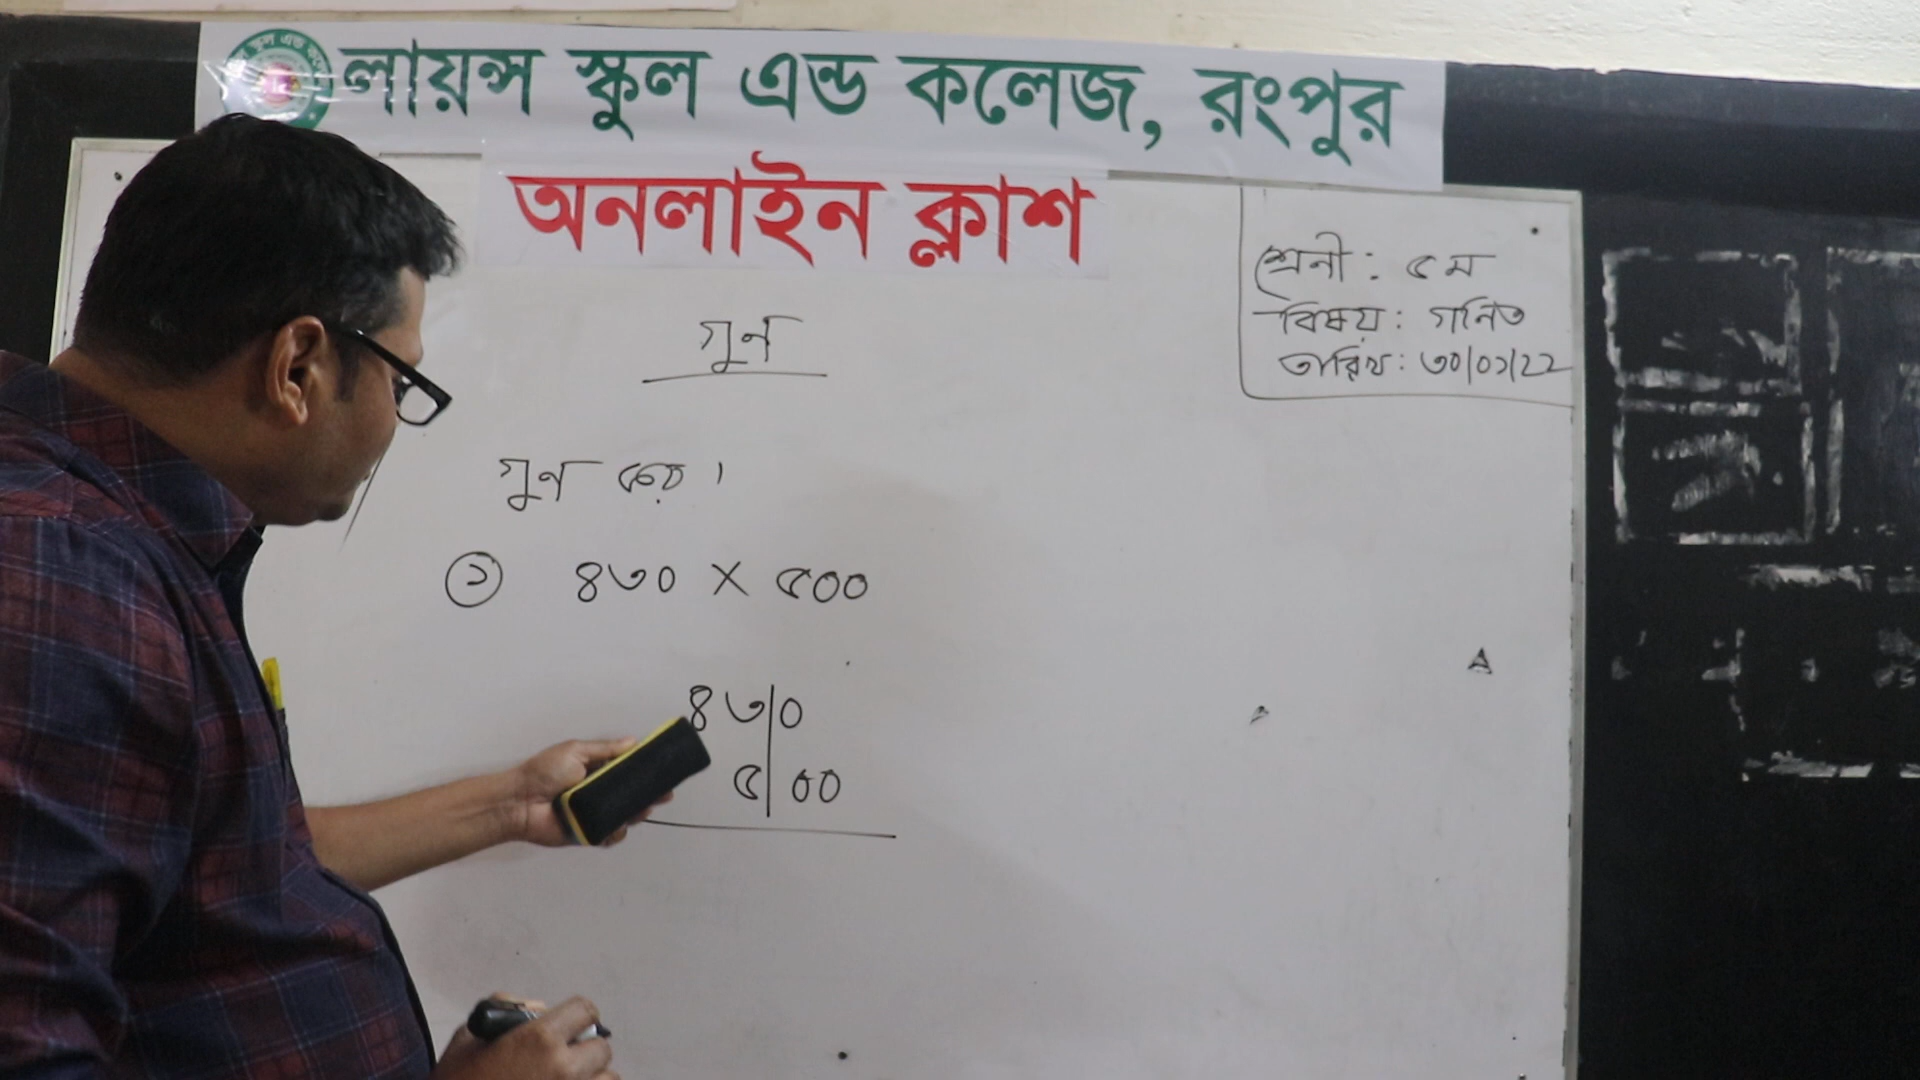 লায়ন্স স্কুল এন্ড কলেজ, রংপুর
অনলাইন ক্লাশ
শ্রেনী : ৫ম
বিষয় : গনিত
তারিখ : ৩০/০১/২২
গুন
গুন কর।
১ ৪৩০ X ৫০০
৪৩|০
৫|০০